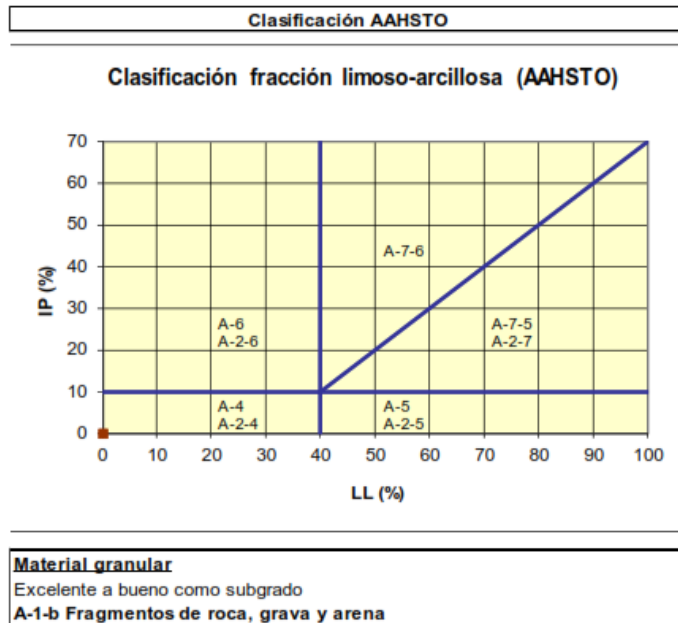 Clasificación AAHSTO
Clasificación fracción limoso-arcillosa (AAHSTO)
70
60
50
40
30
20
10
0
IP (%)
A-7-6
A-6
A-2-6
A-7-5
A-2-7
A-4
A-2-4
A-5
A-2-5
0 10 20 30 40 50 60 70 80 90 100
LL (%)
Material granular
Excelente a bueno como subgrado
A-1-b Fragmentos de roca, grava y arena